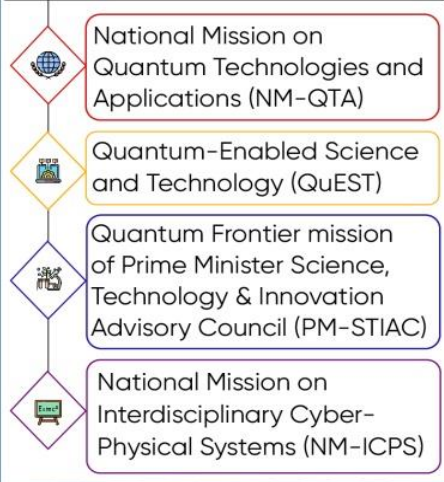 National Mission on
Quantum Technologies and
Applications (NM-QTA)
Quantum-Enabled Science
and Technology (QuEST)
Quantum Frontier mission
of Prime Minister Science,
Technology & Innovation
Advisory Council (PM-STIAC)
E=mc²
National Mission on
Interdisciplinary Cyber-
Physical Systems (NM-ICPS)